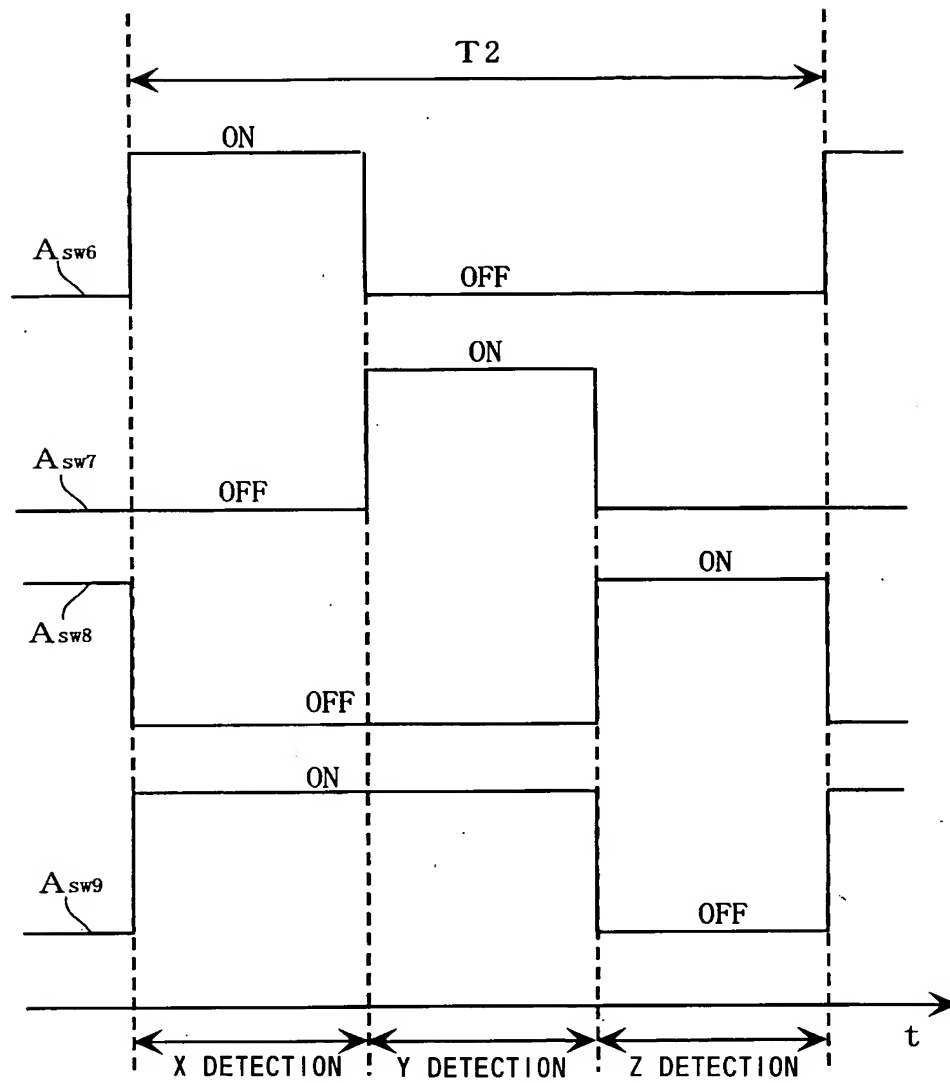 T2
ON
Asw6
OFF
ON
Asw7
OFF
ON
Asw8
OFF
ON
Asw9
OFF
t
X DETECTION
Y DETECTION
Z DETECTION